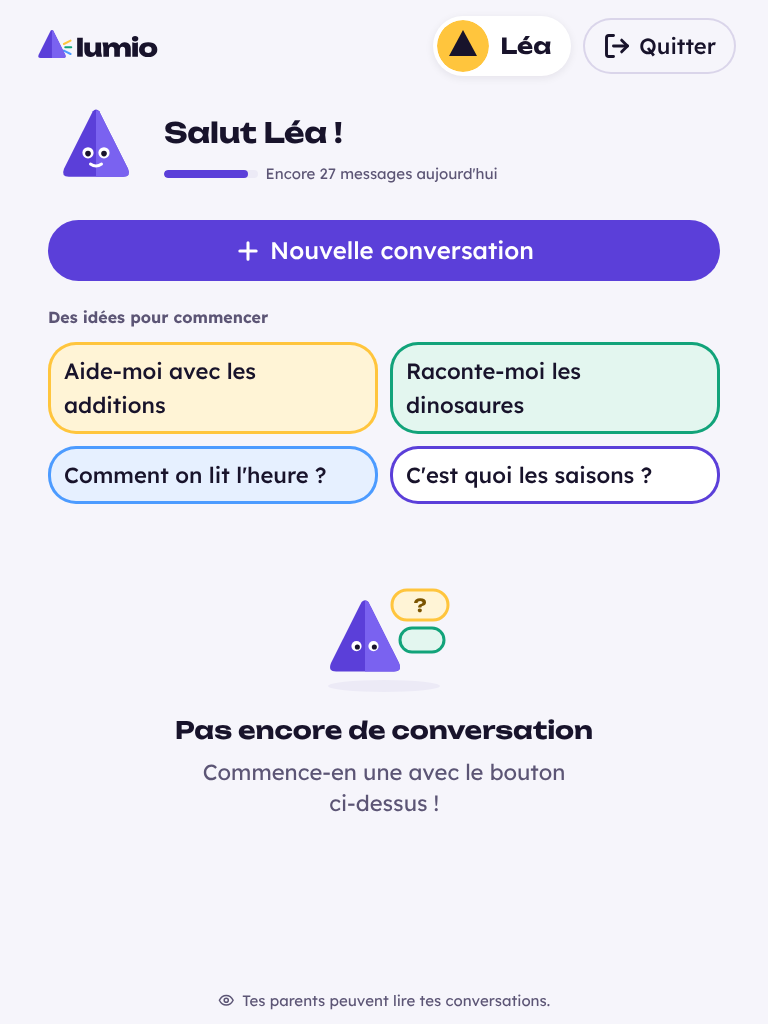 lumio
Léa
Quitter
Salut Léa !
Encore 27 messages aujourd'hui
+ Nouvelle conversation
Des idées pour commencer
Aide-moi avec les
additions
Raconte-moi les
dinosaures
Comment on lit l'heure ?
C'est quoi les saisons ?
?
Pas encore de conversation
Commence-en une avec le bouton
ci-dessus !
Tes parents peuvent lire tes conversations.